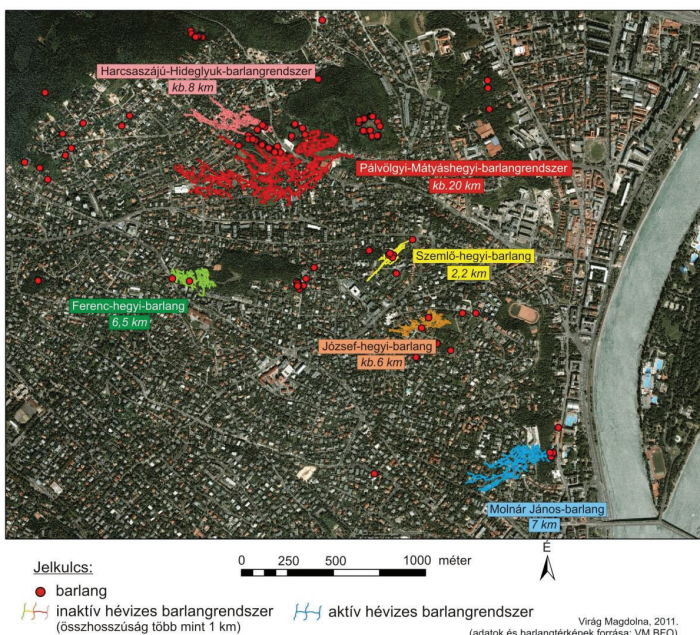 Harcsaszájú-Hideglyuk-barlangrendszer
kb.8 km
Pálvölgyi-Mátyáshegyi-barlangrendszer
kb.20 km
Szemlő-hegyi-barlang
2,2 km
Ferenc-hegyi-barlang
6,5 km
József-hegyi-barlang
kb.6 km
Molnár János-barlang
7 km
É
Jelkulcs:
0 250 500 1000 méter
barlang
inaktív hévizes barlangrendszer
(összhosszúság több mint 1 km)
aktív hévizes barlangrendszer
Virág Magdolna, 2011.
(adatok és barlangtérképek forrása: VM BFO)